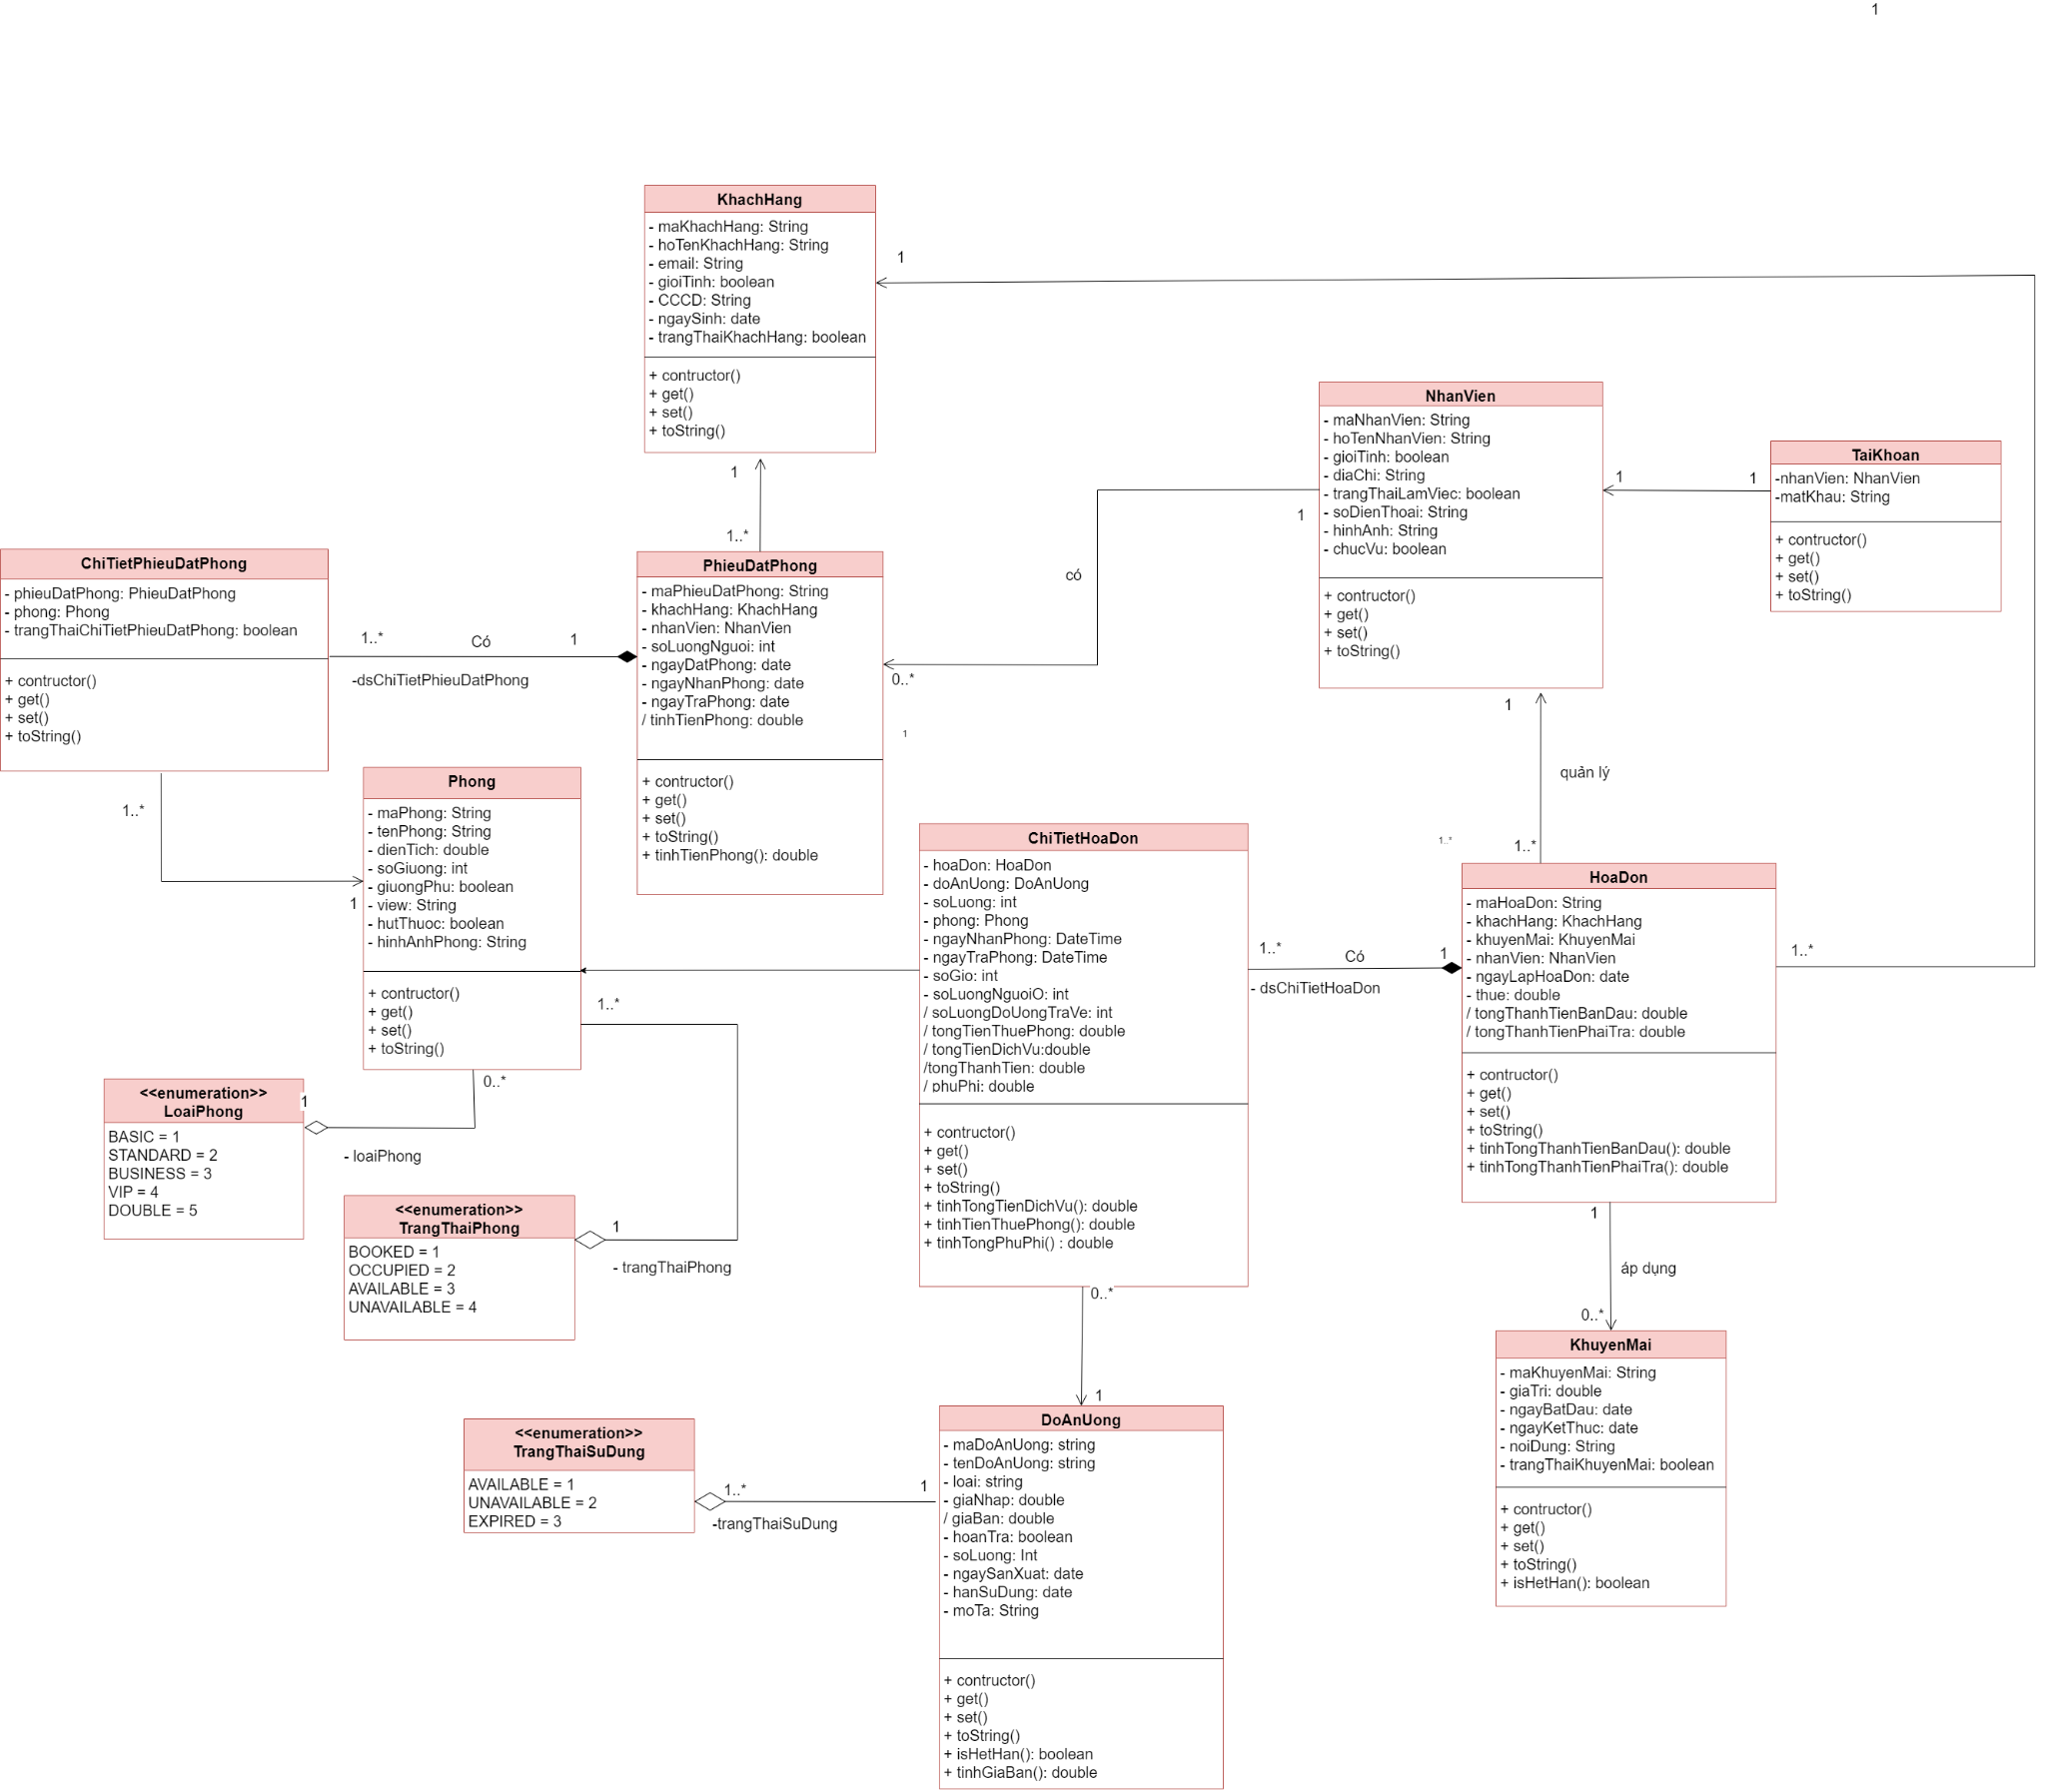 1
KhachHang
- maKhachHang: String
- hoTenKhachHang: String
- email: String
- gioiTinh: boolean
- CCCD: String
- ngaySinh: date
- trangThaiKhachHang: boolean
+ contructor()
+ get()
+ set()
+ toString()
1
1
1..*
NhanVien
- maNhanVien: String
- hoTenNhanVien: String
- gioiTinh: boolean
- diaChi: String
- trangThaiLamViec: boolean
- soDienThoai: String
- hinhAnh: String
- chucVu: boolean
+ contructor()
+ get()
+ set()
+ toString()
1
1
TaiKhoan
-nhanVien: NhanVien
-matKhau: String
+ contructor()
+ get()
+ set()
+ toString()
1
có
0..*
1
ChiTietPhieuDatPhong
- phieuDatPhong: PhieuDatPhong
- phong: Phong
- trangThaiChiTietPhieuDatPhong: boolean
+ contructor()
+ get()
+ set()
+ toString()
1..*
Có
1
-dsChiTietPhieuDatPhong
PhieuDatPhong
- maPhieuDatPhong: String
- khachHang: KhachHang
- nhanVien: NhanVien
- soLuongNguoi: int
- ngayDatPhong: date
- ngayNhanPhong: date
- ngayTraPhong: date
/ tinhTienPhong: double
+ contructor()
+ get()
+ set()
+ toString()
+ tinhTienPhong(): double
1..*
1
Phong
- maPhong: String
- tenPhong: String
- dienTich: double
- soGiuong: int
- giuongPhu: boolean
- view: String
- hutThuoc: boolean
- hinhAnhPhong: String
+ contructor()
+ get()
+ set()
+ toString()
1..*
0..*
1
quản lý
1..*
1..*
ChiTietHoaDon
- hoaDon: HoaDon
- doAnUong: DoAnUong
- soLuong: int
- phong: Phong
- ngayNhanPhong: DateTime
- ngayTraPhong: DateTime
- soGio: int
- soLuongNguoiO: int
/ soLuongDoUongTraVe: int
/ tongTienThuePhong: double
/ tongTienDichVu:double
/tongThanhTien: double
/ phuPhi: double
+ contructor()
+ get()
+ set()
+ toString()
+ tinhTongTienDichVu(): double
+ tinhTienThuePhong(): double
+ tinhTongPhuPhi() : double
1..*
Có
1
- dsChiTietHoaDon
HoaDon
- maHoaDon: String
- khachHang: KhachHang
- khuyenMai: KhuyenMai
- nhanVien: NhanVien
- ngayLapHoaDon: date
- thue: double
/ tongThanhTienBanDau: double
/ tongThanhTienPhaiTra: double
+ contructor()
+ get()
+ set()
+ toString()
+ tinhTongThanhTienBanDau(): double
+ tinhTongThanhTienPhaiTra(): double
1..*
<<enumeration>>
LoaiPhong
BASIC = 1
STANDARD = 2
BUSINESS = 3
VIP = 4
DOUBLE = 5
1
- loaiPhong
<<enumeration>>
TrangThaiPhong
BOOKED = 1
OCCUPIED = 2
AVAILABLE = 3
UNAVAILABLE = 4
1
- trangThaiPhong
0..*
1
1
áp dụng
0..*
KhuyenMai
- maKhuyenMai: String
- giaTri: double
- ngayBatDau: date
- ngayKetThuc: date
- noiDung: String
- trangThaiKhuyenMai: boolean
+ contructor()
+ get()
+ set()
+ toString()
+ isHetHan(): boolean
<<enumeration>>
TrangThaiSuDung
AVAILABLE = 1
UNAVAILABLE = 2
EXPIRED = 3
1..*
1
-trangThaiSuDung
DoAnUong
- maDoAnUong: string
- tenDoAnUong: string
- loai: string
- giaNhap: double
/ giaBan: double
- hoanTra: boolean
- soLuong: Int
- ngaySanXuat: date
- hanSuDung: date
- moTa: String
+ contructor()
+ get()
+ set()
+ toString()
+ isHetHan(): boolean
+ tinhGiaBan(): double